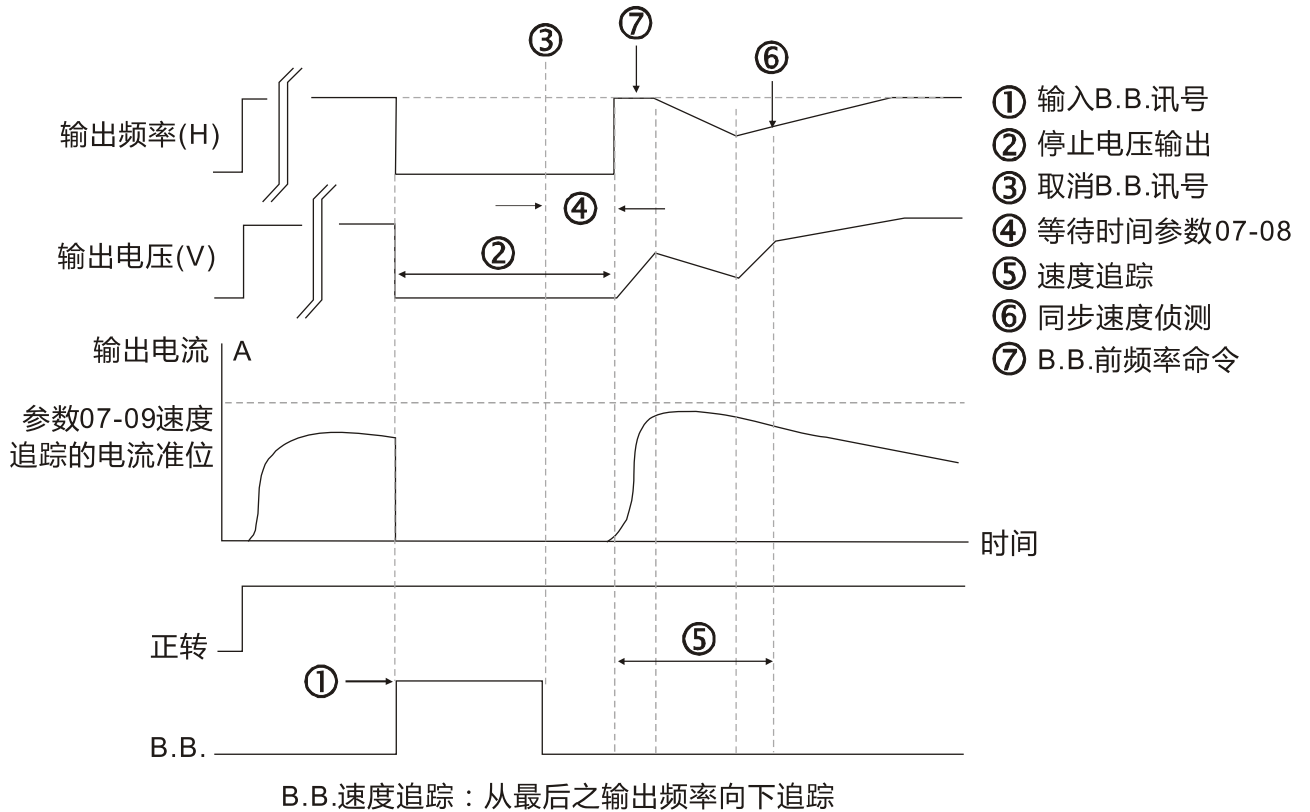 ③
⑦
⑥
输出频率(H)
④
输出电压(V)
②
① 输入B.B.讯号
② 停止电压输出
③ 取消B.B.讯号
④ 等待时间参数07-08
⑤ 速度追踪
⑥ 同步速度侦测
⑦ B.B.前频率命令
输出电流 A
参数07-09速度
追踪的电流准位
时间
正转
⑤
①
B.B.
B.B.速度追踪：从最后之输出频率向下追踪